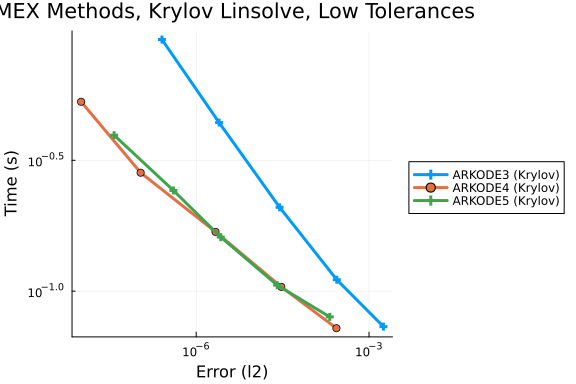 MEX Methods, Krylov Linsolve, Low Tolerances
Time (s)
10^-0.5
10^-1.0
10^-6
10^-3
Error (l2)
ARKODE3 (Krylov)
ARKODE4 (Krylov)
ARKODE5 (Krylov)